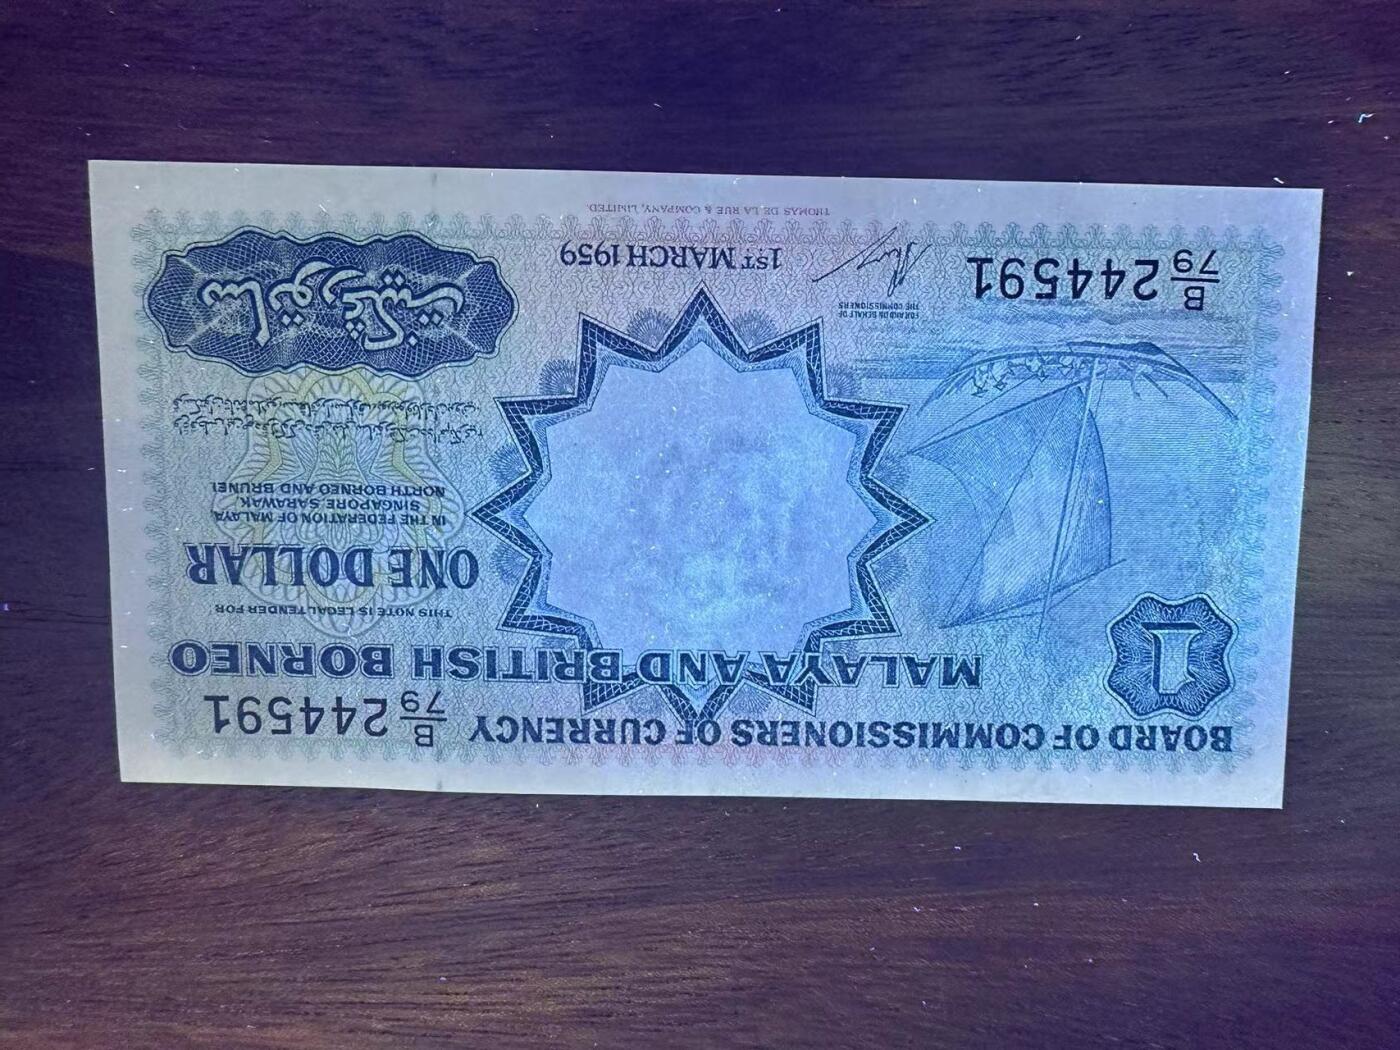 BOARD OF COMMISSIONERS OF CURRENCY
B/79 244591
MALAYA AND BRITISH BORNEO
1
THIS NOTE IS LEGAL TENDER FOR
ONE DOLLAR
IN THE FEDERATION OF MALAYA
SINGAPORE SARAWAK
NORTH BORNEO AND BRUNEI
ساتو رڠݢيت
FOR AND ON BEHALF OF
THE COMMISSIONERS
B/79 244591
1ST MARCH 1959
THOMAS DE LA RUE & COMPANY, LIMITED.